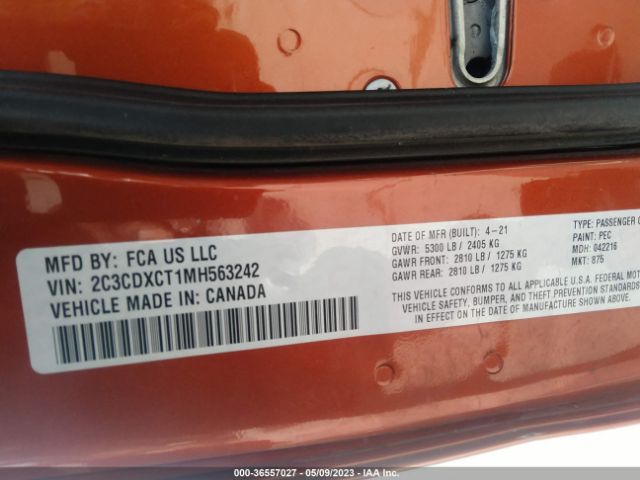 MFD BY: FCA US LLC
VIN: 2C3CDXCT1MH563242
VEHICLE MADE IN: CANADA
DATE OF MFR (BUILT): 4-21
GVWR: 5300 LB / 2405 KG
GAWR FRONT: 2810 LB / 1275 KG
GAWR REAR: 2810 LB / 1275 KG
TYPE: PASSENGER
PAINT: PEC
MDH: 042216
MKT: 875
THIS VEHICLE CONFORMS TO ALL APPLICABLE U.S.A. FEDERAL MOT
VEHICLE SAFETY, BUMPER, AND THEFT PREVENTION STANDARDS
IN EFFECT ON THE DATE OF MANUFACTURE SHOWN ABOVE.
000-36557027 - 05/09/2023 - IAA Inc.